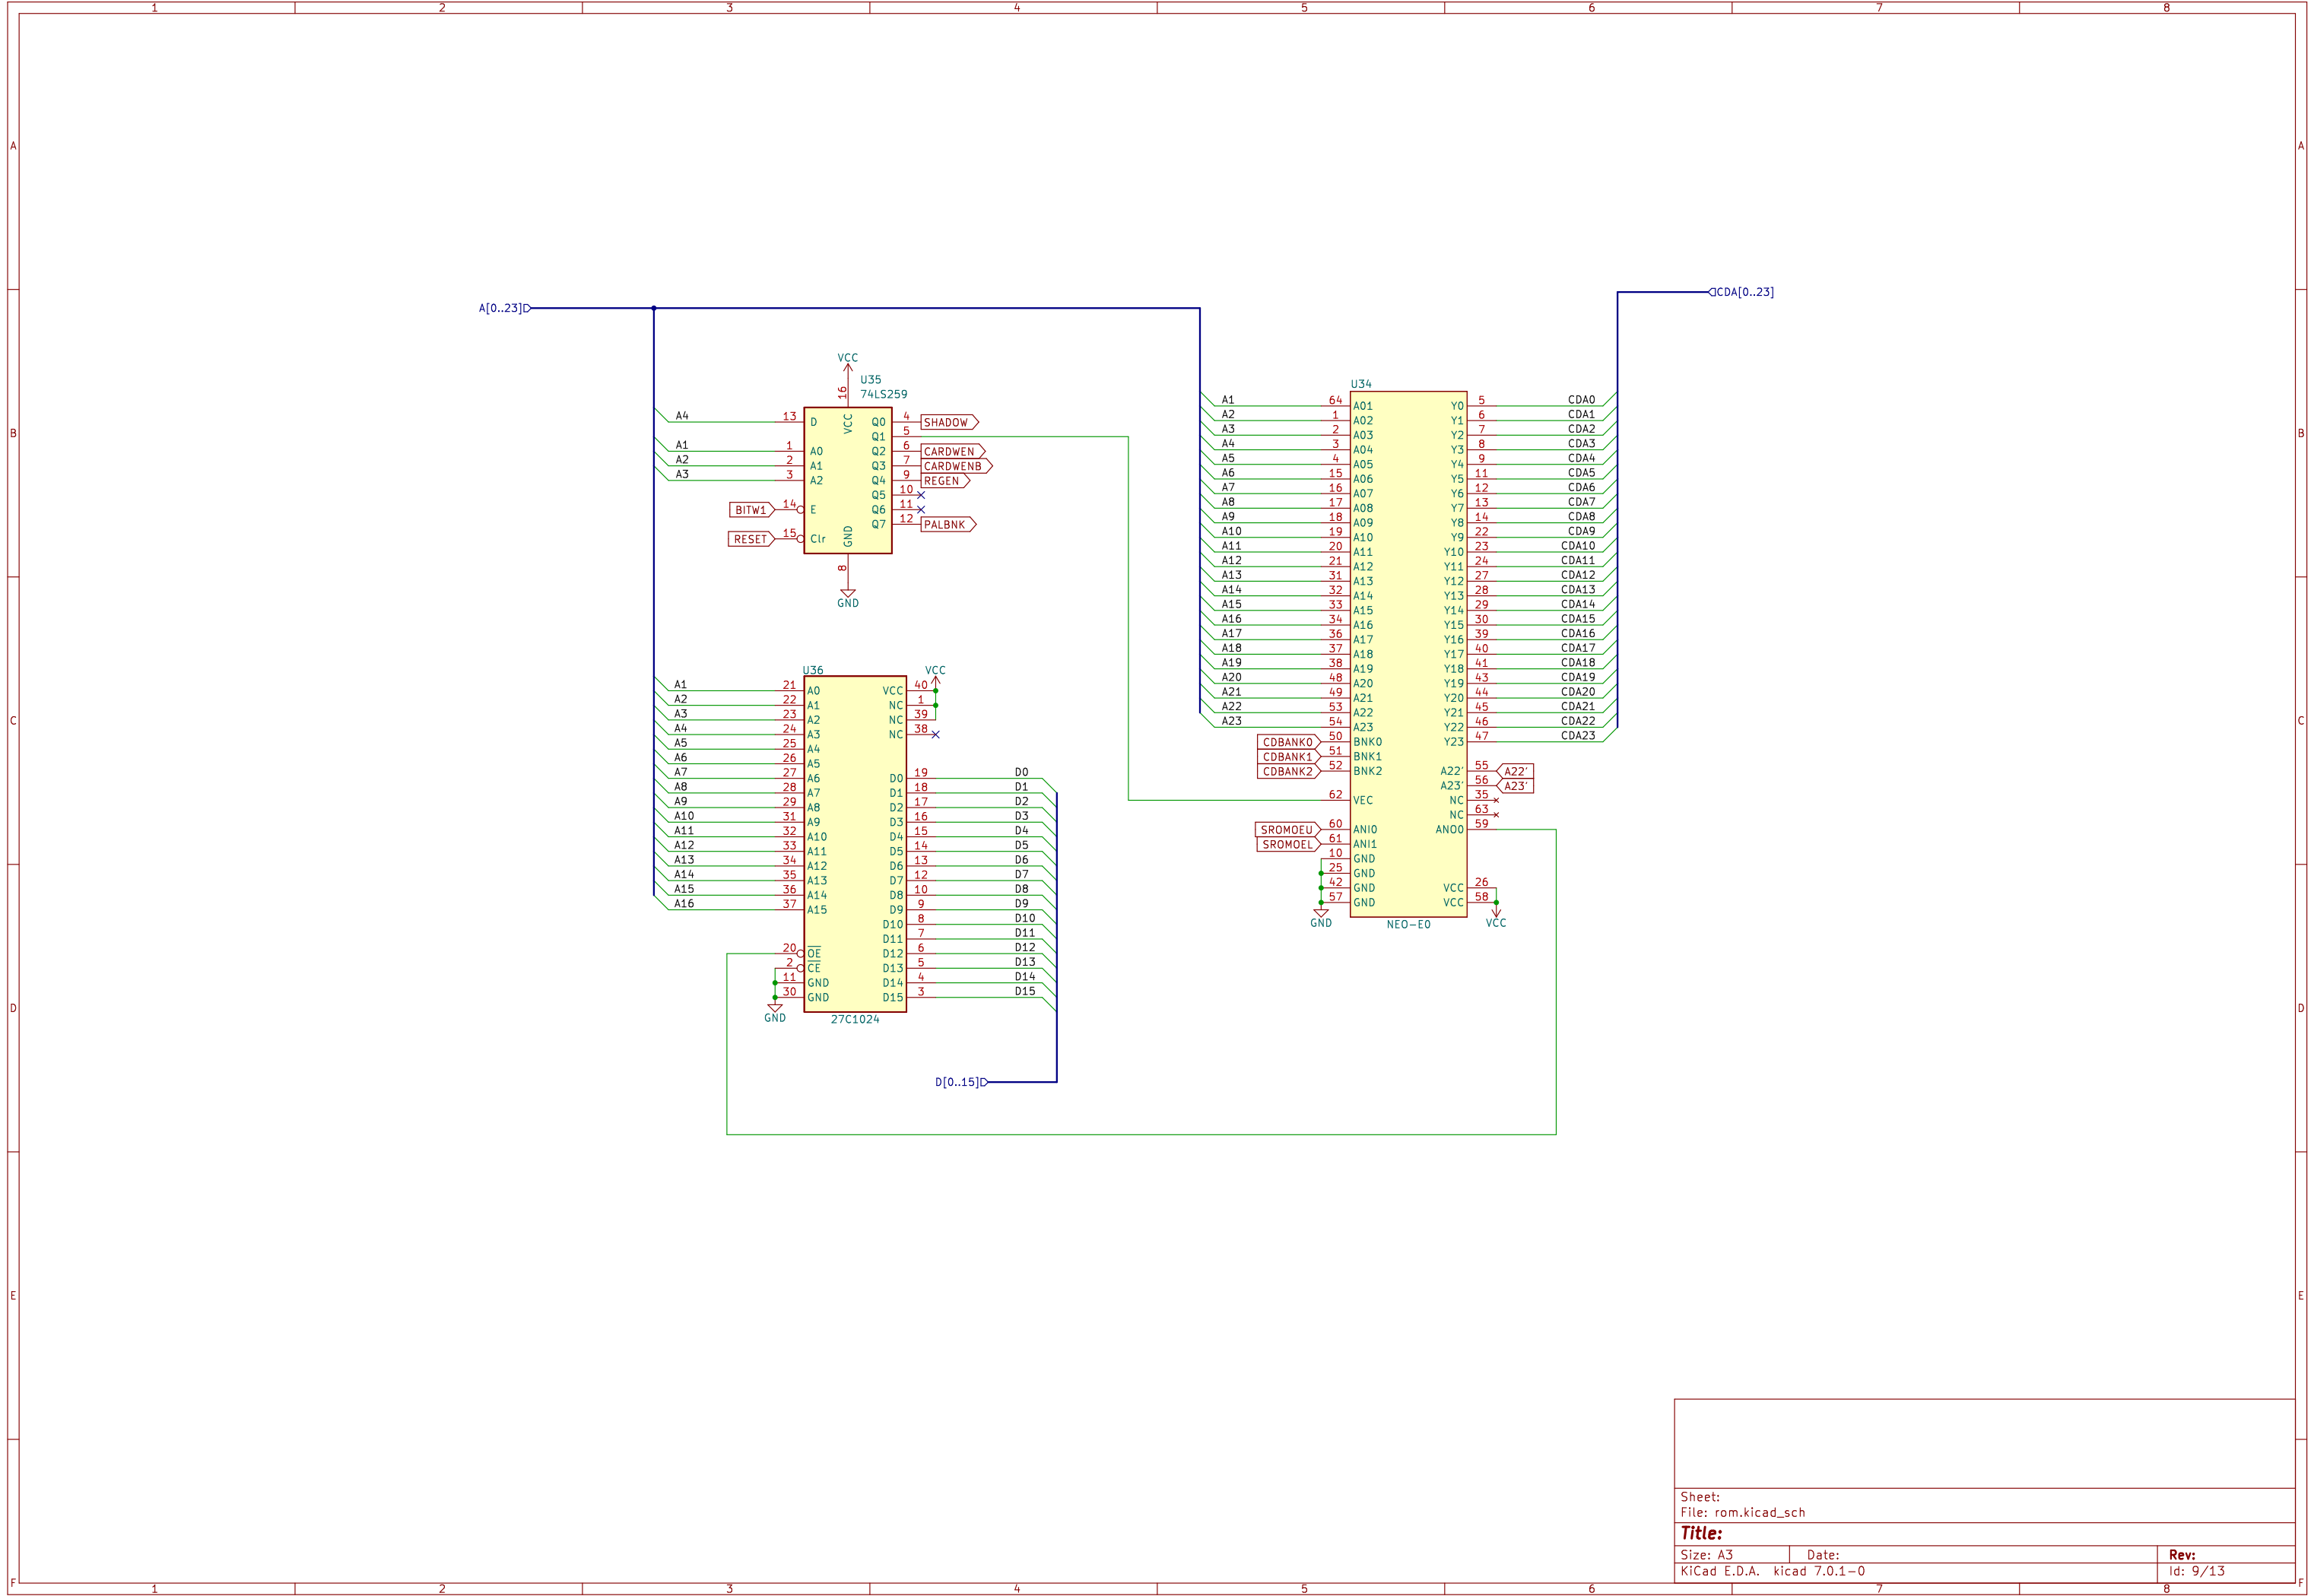 1 2 3 4 5 6 7 8
A A
B B
C C
D D
E E
F F
A[0..23]
CDA[0..23]
VCC
16
U35
74LS259
A4 13 D VCC Q0 4 SHADOW
Q1 5
A1 1 A0 Q2 6 CARDWEN
A2 2 A1 Q3 7 CARDWENB
A3 3 A2 Q4 9 REGEN
Q5 10
BITW1 14 E Q6 11
Q7 12 PALBNK
RESET 15 Clr GND
8
GND
U36
VCC
A1 21 A0 VCC 40
A2 22 A1 NC 1
A3 23 A2 NC 39
A4 24 A3 NC 38
A5 25 A4
A6 26 A5
A7 27 A6 D0 19 D0
A8 28 A7 D1 18 D1
A9 29 A8 D2 17 D2
A10 31 A9 D3 16 D3
A11 32 A10 D4 15 D4
A12 33 A11 D5 14 D5
A13 34 A12 D6 13 D6
A14 35 A13 D7 12 D7
A15 36 A14 D8 10 D8
A16 37 A15 D9 9 D9
D10 8 D10
D11 7 D11
20 OE D12 6 D12
2 CE D13 5 D13
11 GND D14 4 D14
30 GND D15 3 D15
GND
27C1024
D[0..15]
U34
A1 64 A01 Y0 5 CDA0
A2 1 A02 Y1 6 CDA1
A3 2 A03 Y2 7 CDA2
A4 3 A04 Y3 8 CDA3
A5 4 A05 Y4 9 CDA4
A6 15 A06 Y5 11 CDA5
A7 16 A07 Y6 12 CDA6
A8 17 A08 Y7 13 CDA7
A9 18 A09 Y8 14 CDA8
A10 19 A10 Y9 22 CDA9
A11 20 A11 Y10 23 CDA10
A12 21 A12 Y11 24 CDA11
A13 31 A13 Y12 27 CDA12
A14 32 A14 Y13 28 CDA13
A15 33 A15 Y14 29 CDA14
A16 34 A16 Y15 30 CDA15
A17 36 A17 Y16 39 CDA16
A18 37 A18 Y17 40 CDA17
A19 38 A19 Y18 41 CDA18
A20 48 A20 Y19 43 CDA19
A21 49 A21 Y20 44 CDA20
A22 53 A22 Y21 45 CDA21
A23 54 A23 Y22 46 CDA22
CDBANK0 50 BNK0 Y23 47 CDA23
CDBANK1 51 BNK1
CDBANK2 52 BNK2 A22' 55 A22'
A23' 56 A23'
62 VEC NC 35
NC 63
SROMOEU 60 ANI0 ANO0 59
SROMOEL 61 ANI1
10 GND
25 GND
42 GND VCC 26
57 GND VCC 58
GND
VCC
NEO-E0
Sheet:
File: rom.kicad_sch
Title:
Size: A3 Date: Rev:
KiCad E.D.A. kicad 7.0.1-0 Id: 9/13
1 2 3 4 5 6 7 8